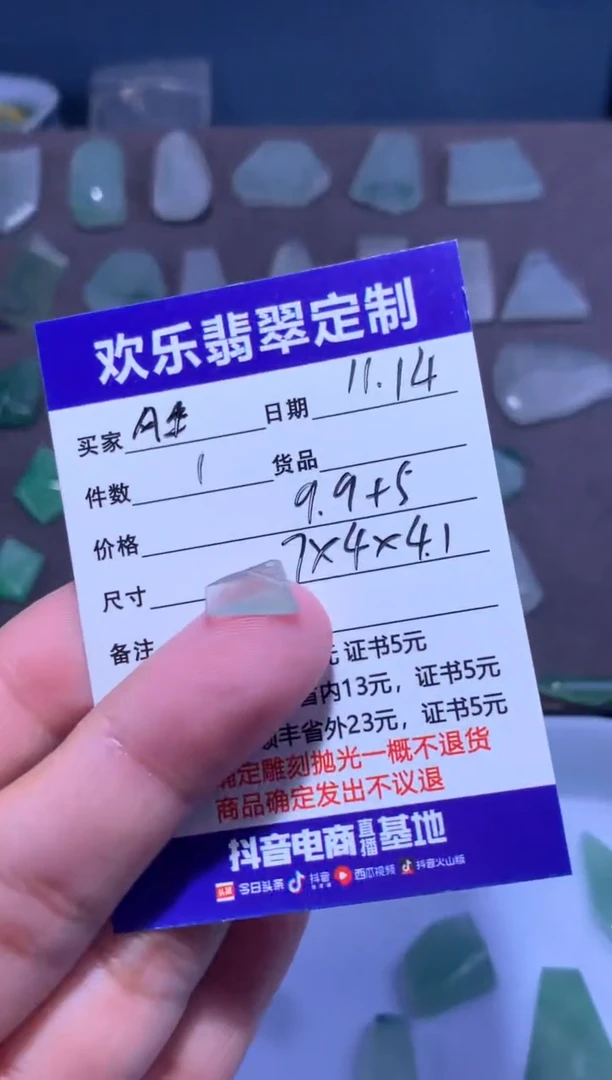 欢乐翡翠定制
买家 日期 11.14
件数 1 货品
价格 9.9+5
尺寸 7×4×4.1
备注
元 证书5元
省内13元，证书5元
顺丰省外23元，证书5元
确定雕刻抛光一概不退货
商品确定发出不议退
抖音电商直播基地
头条 今日头条 抖音 西瓜视频 抖音火山版